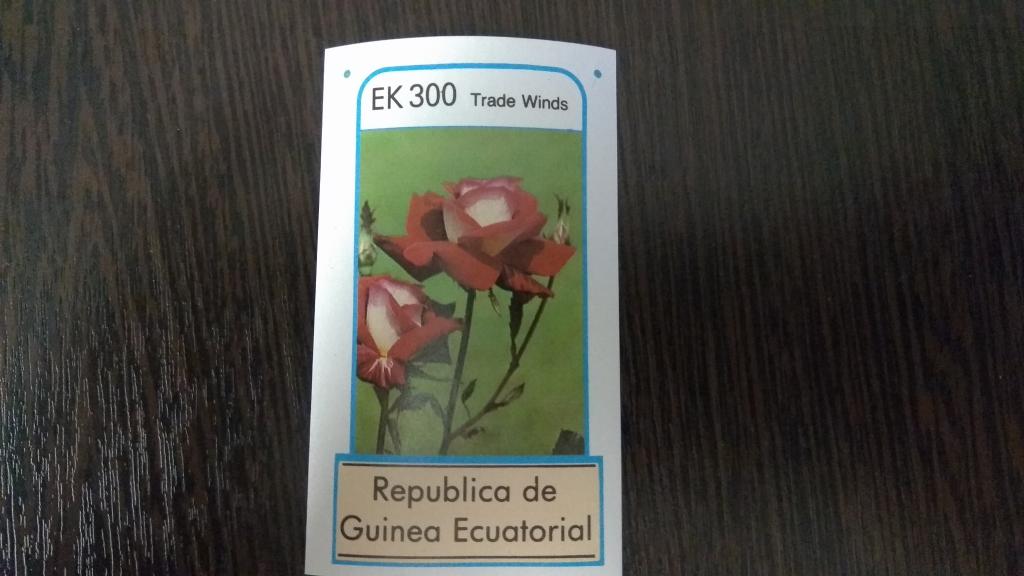 EK 300 Trade Winds
Republica de
Guinea Ecuatorial